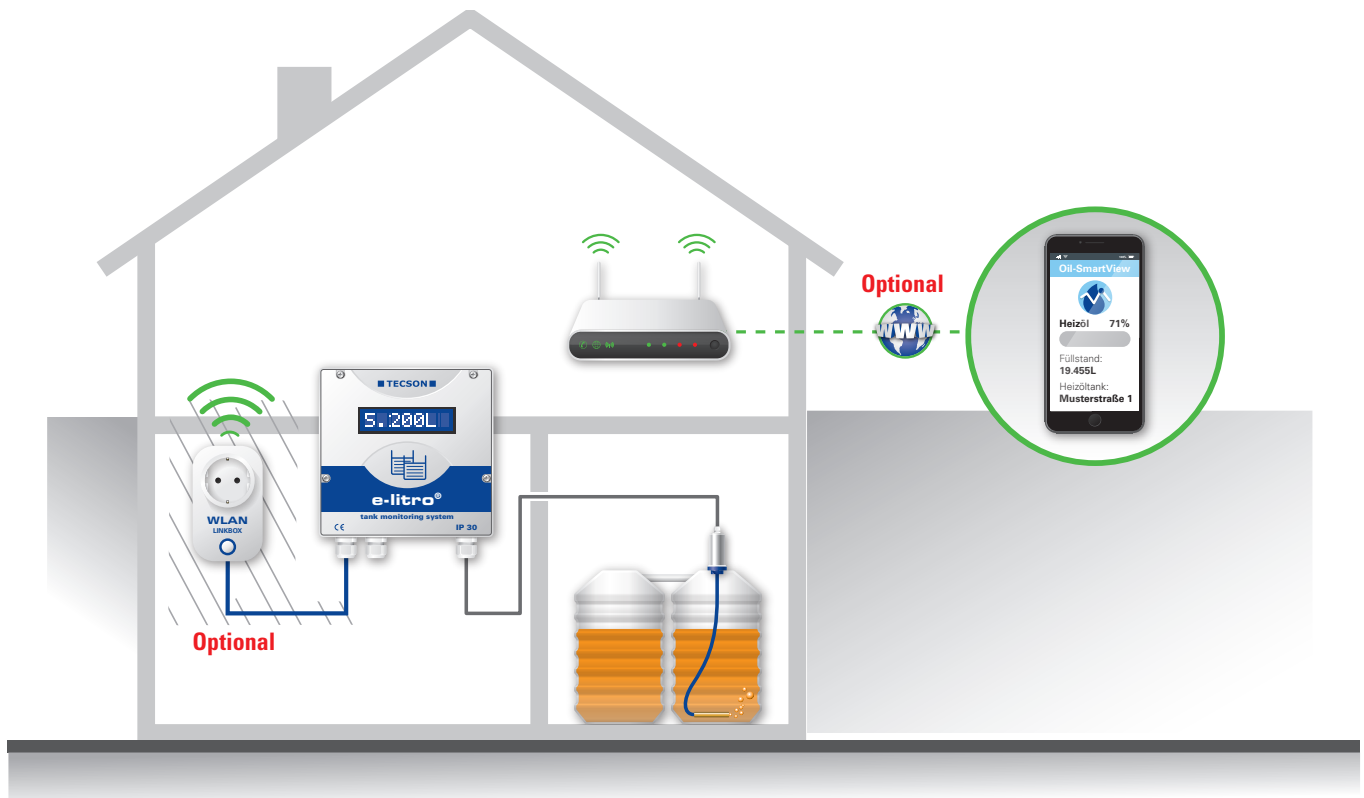 Optional
WWW
Oil-SmartView
Heizöl 71%
Füllstand:
19.455L
Heizöltank:
Musterstraße 1
TECSON
5.200L
e-litro®
tank monitoring system
CE IP 30
WLAN
LINKBOX
Optional